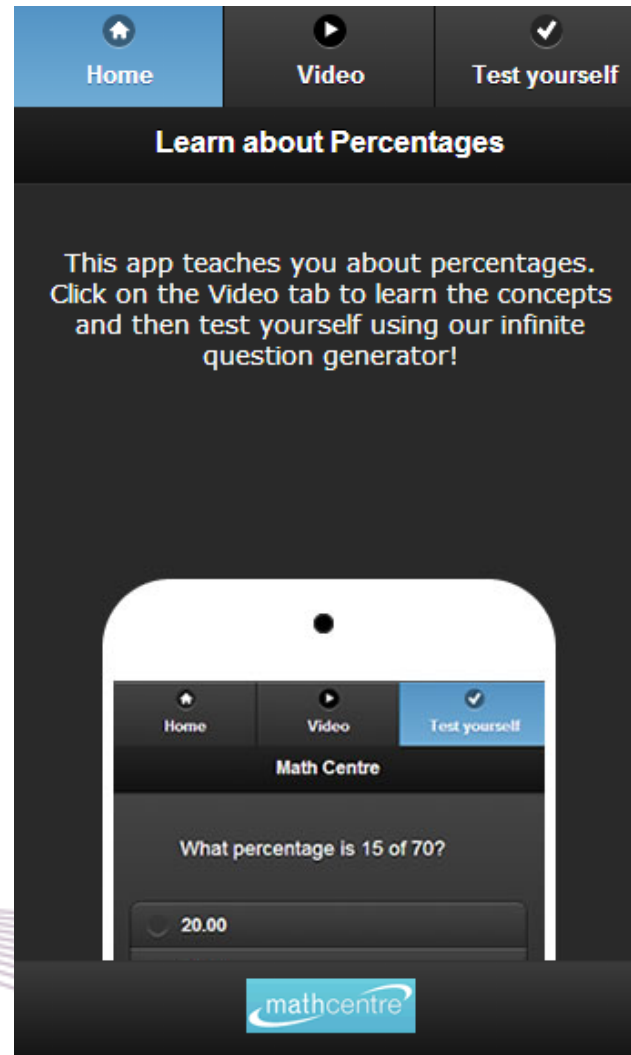 Home Video Test yourself
Learn about Percentages
This app teaches you about percentages.
Click on the Video tab to learn the concepts
and then test yourself using our infinite
question generator!
Home Video Test yourself
Math Centre
What percentage is 15 of 70?
20.00
mathcentre